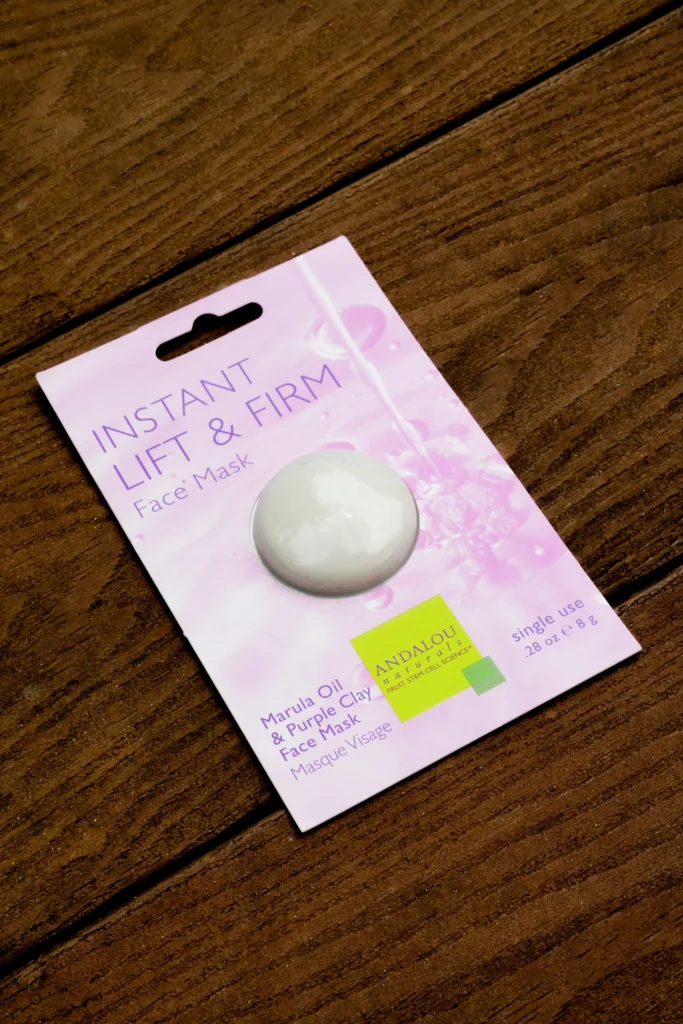 INSTANT
LIFT & FIRM
Face Mask
ANDALOU
naturals
FRUIT STEM CELL SCIENCE™
single use
.28 oz ℮ 8 g
Marula Oil
& Purple Clay
Face Mask
Masque Visage